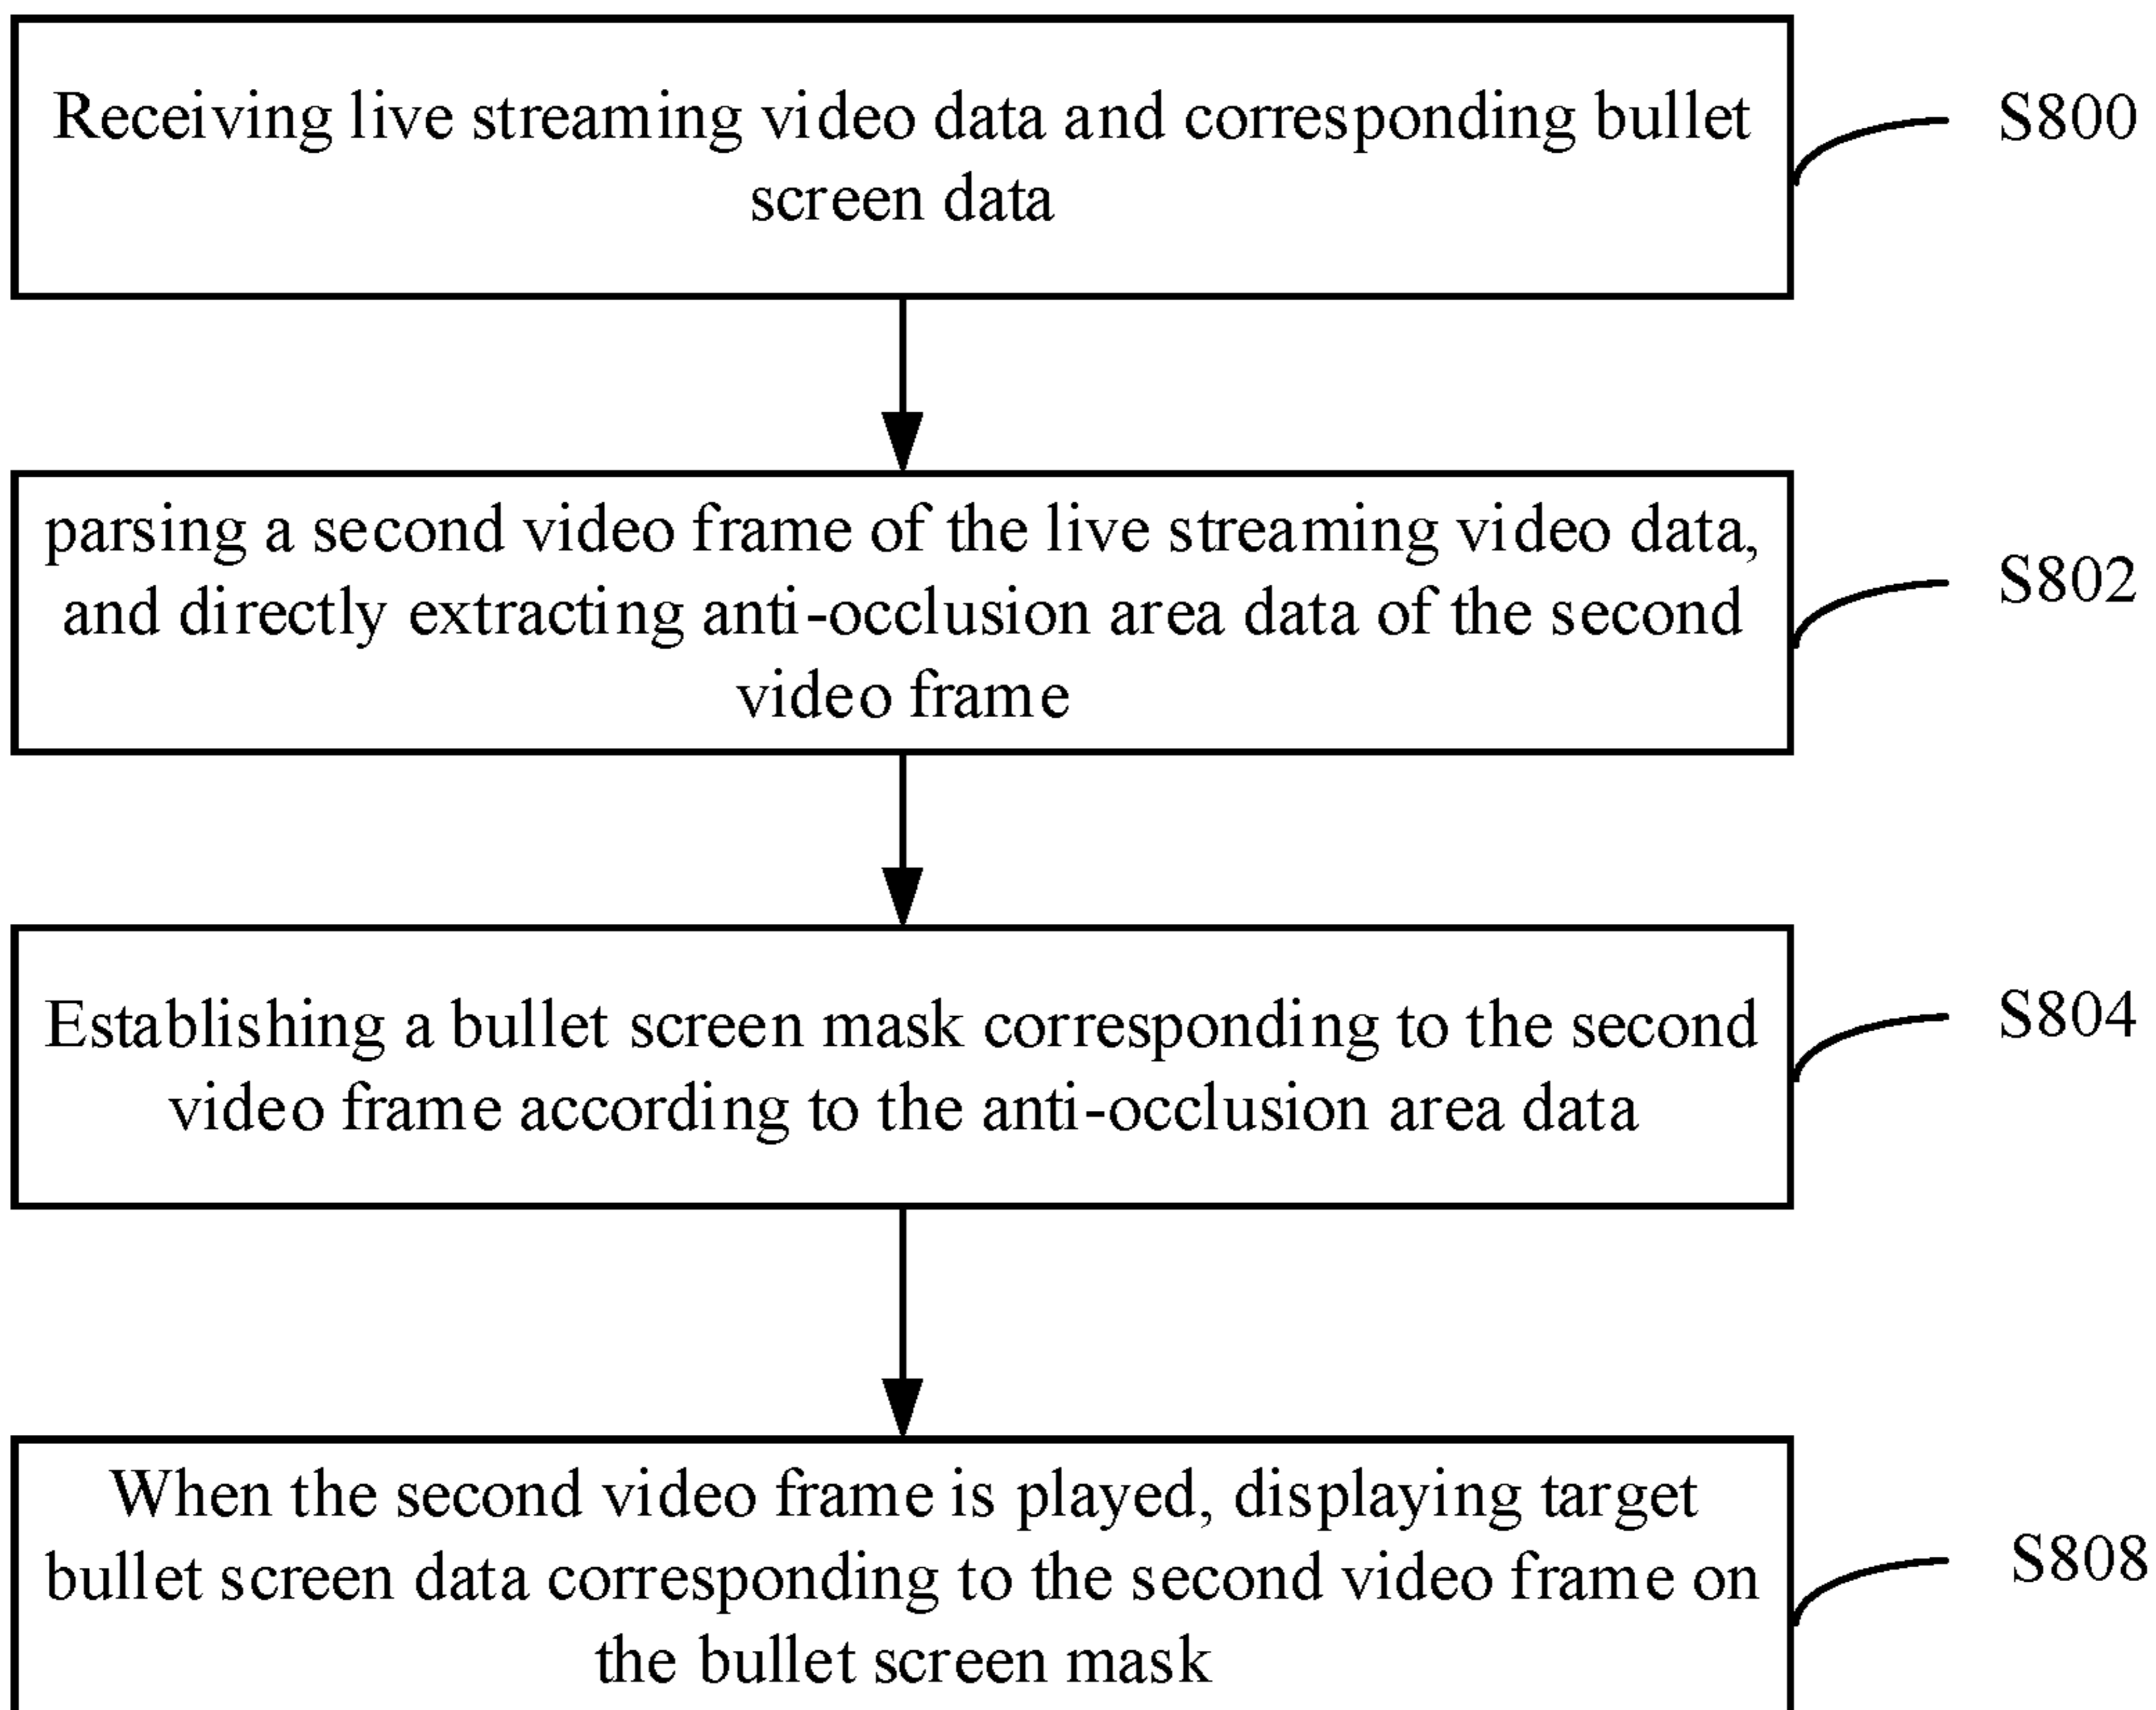 Receiving live streaming video data and corresponding bullet
screen data
S800
parsing a second video frame of the live streaming video data,
and directly extracting anti-occlusion area data of the second
video frame
S802
Establishing a bullet screen mask corresponding to the second
video frame according to the anti-occlusion area data
S804
When the second video frame is played, displaying target
bullet screen data corresponding to the second video frame on
the bullet screen mask
S808